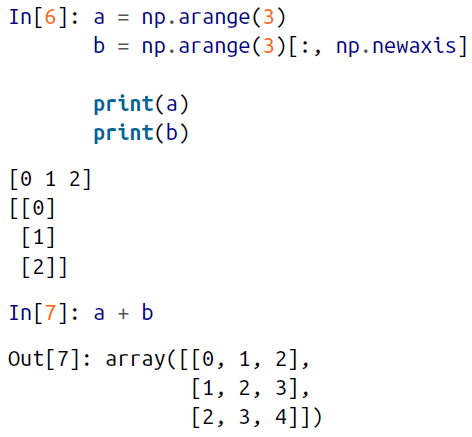 In[6]: a = np.arange(3)
       b = np.arange(3)[:, np.newaxis]

       print(a)
       print(b)
[0 1 2]
[[0]
 [1]
 [2]]
In[7]: a + b
Out[7]: array([[0, 1, 2],
               [1, 2, 3],
               [2, 3, 4]])